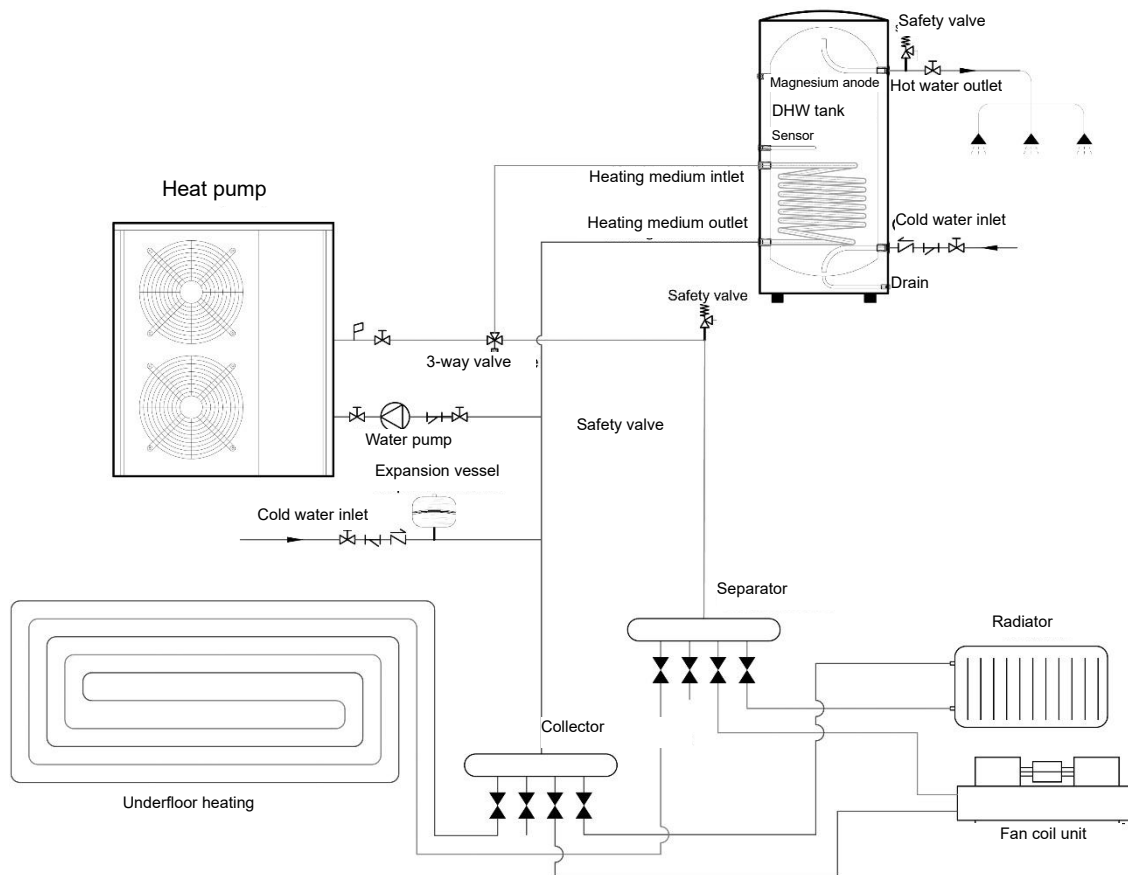 Safety valve
Magnesium anode
Hot water outlet
DHW tank
Sensor
Heating medium intlet
Heat pump
Heating medium outlet
Cold water inlet
Drain
Safety valve
3-way valve
Safety valve
Water pump
Expansion vessel
Cold water inlet
Separator
Radiator
Collector
Underfloor heating
Fan coil unit